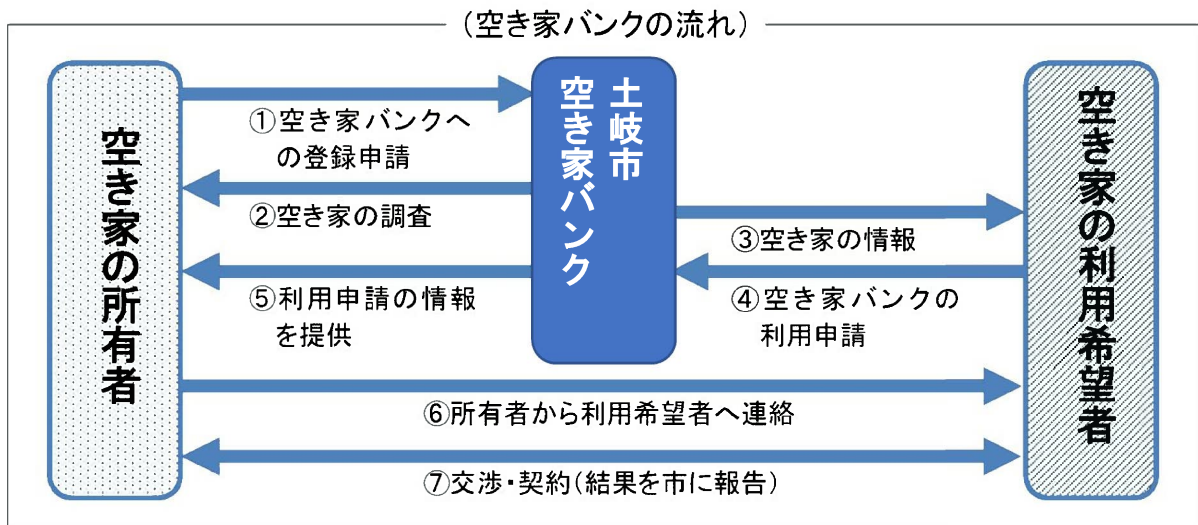 (空き家バンクの流れ)
空き家の所有者
土岐市
空き家バンク
空き家の利用希望者
①空き家バンクへ
の登録申請
②空き家の調査
③空き家の情報
④空き家バンクの
利用申請
⑤利用申請の情報
を提供
⑥所有者から利用希望者へ連絡
⑦交渉・契約(結果を市に報告)